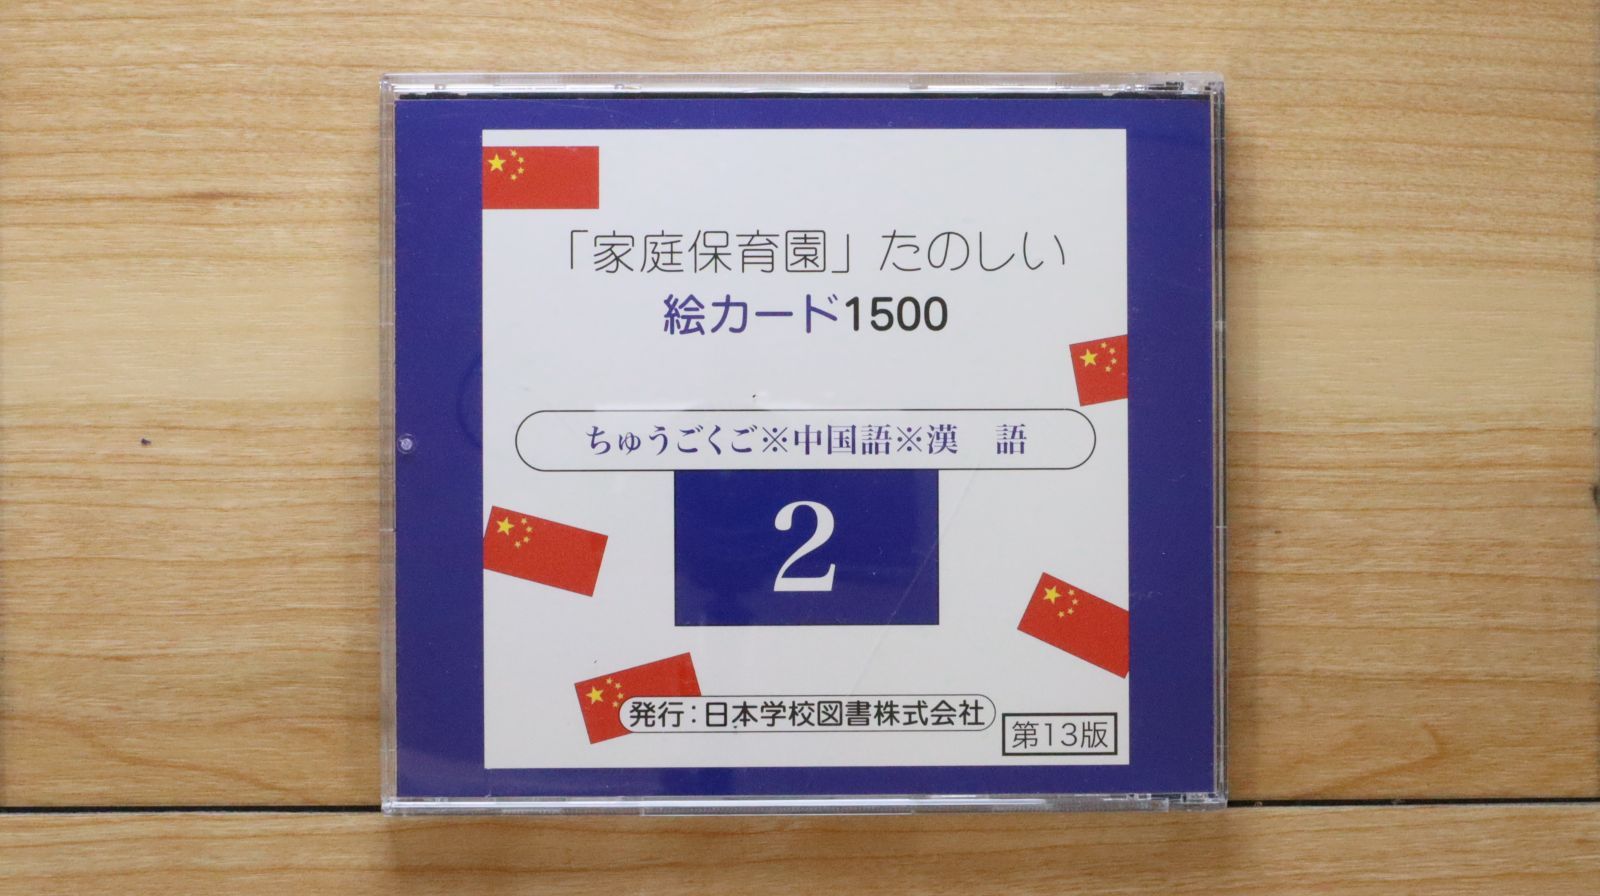 「家庭保育園」たのしい
絵カード1500
ちゅうごくご※中国語※漢　語
2
発行：日本学校図書株式会社
第13版